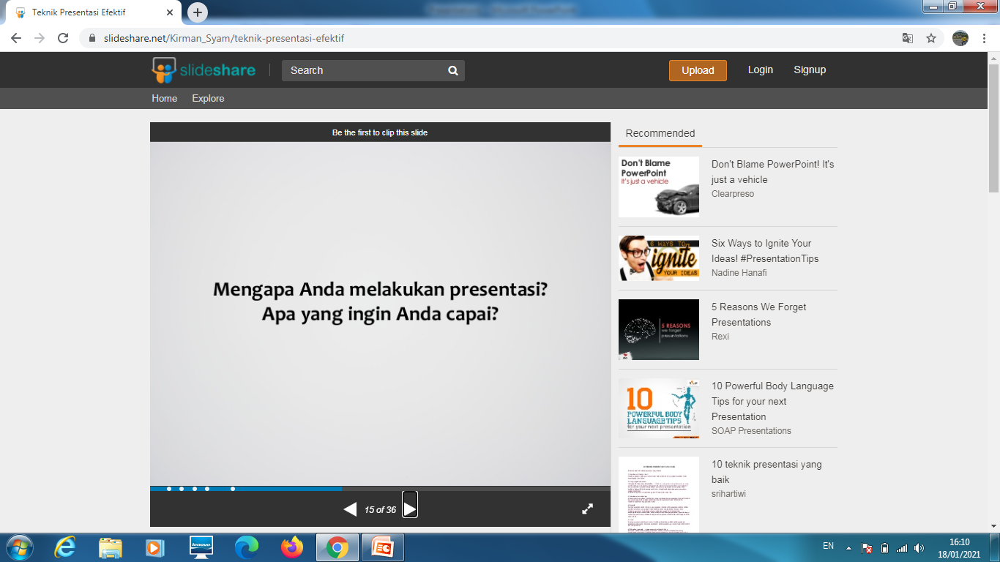 Teknik Presentasi Efektif
slideshare.net/Kirman_Syam/teknik-presentasi-efektif
slideshare
Search
Upload
Login
Signup
Home
Explore
Be the first to clip this slide
Mengapa Anda melakukan presentasi?
Apa yang ingin Anda capai?
15 of 36
Recommended
Don't Blame
PowerPoint
It's just a vehicle
Don't Blame PowerPoint! It's
just a vehicle
Clearpreso
6 WAYS TO
ignite
YOUR IDEAS
Six Ways to Ignite Your
Ideas! #PresentationTips
Nadine Hanafi
5 REASONS
we forget
presentations
5 Reasons We Forget
Presentations
Rexi
10
POWERFUL BODY
LANGUAGE TIPS
for your next presentation
10 Powerful Body Language
Tips for your next
Presentation
SOAP Presentations
10 teknik presentasi yang
baik
srihartiwi
lenovo
EN
16:10
18/01/2021